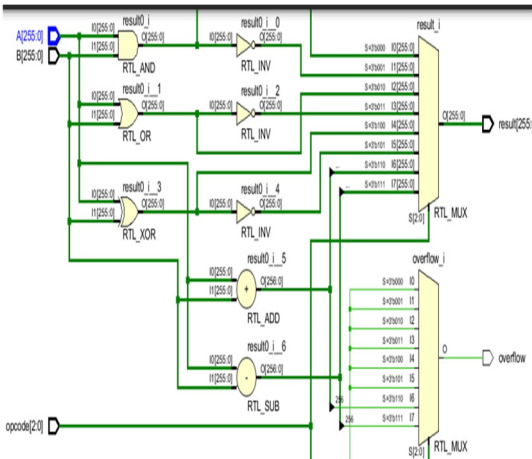 result0_i
result0_i__0
result_i
A[255:0]
I0[255:0]
O[255:0]
I0[255:0]
O[255:0]
S=3'b000
I0[255:0]
B[255:0]
I1[255:0]
S=3'b001
I1[255:0]
RTL_AND
RTL_INV
S=3'b010
I2[255:0]
result0_i__1
result0_i__2
S=3'b011
I3[255:0]
I0[255:0]
O[255:0]
I0[255:0]
O[255:0]
S=3'b100
I4[255:0]
O[255:0]
result[255:
I1[255:0]
S=3'b101
I5[255:0]
RTL_OR
RTL_INV
S=3'b110
I6[255:0]
result0_i__3
result0_i__4
S=3'b111
I7[255:0]
I0[255:0]
O[255:0]
I0[255:0]
O[255:0]
S[2:0]
RTL_MUX
I1[255:0]
RTL_XOR
RTL_INV
result0_i__5
overflow_i
I0[255:0]
O[256:0]
S=3'b000
I0
I1[255:0]
+
S=3'b001
I1
RTL_ADD
S=3'b010
I2
result0_i__6
S=3'b011
I3
I0[255:0]
O[256:0]
S=3'b100
I4
O
overflow
I1[255:0]
-
S=3'b101
I5
RTL_SUB
256
S=3'b110
I6
opcode[2:0]
256
S=3'b111
I7
S[2:0]
RTL_MUX